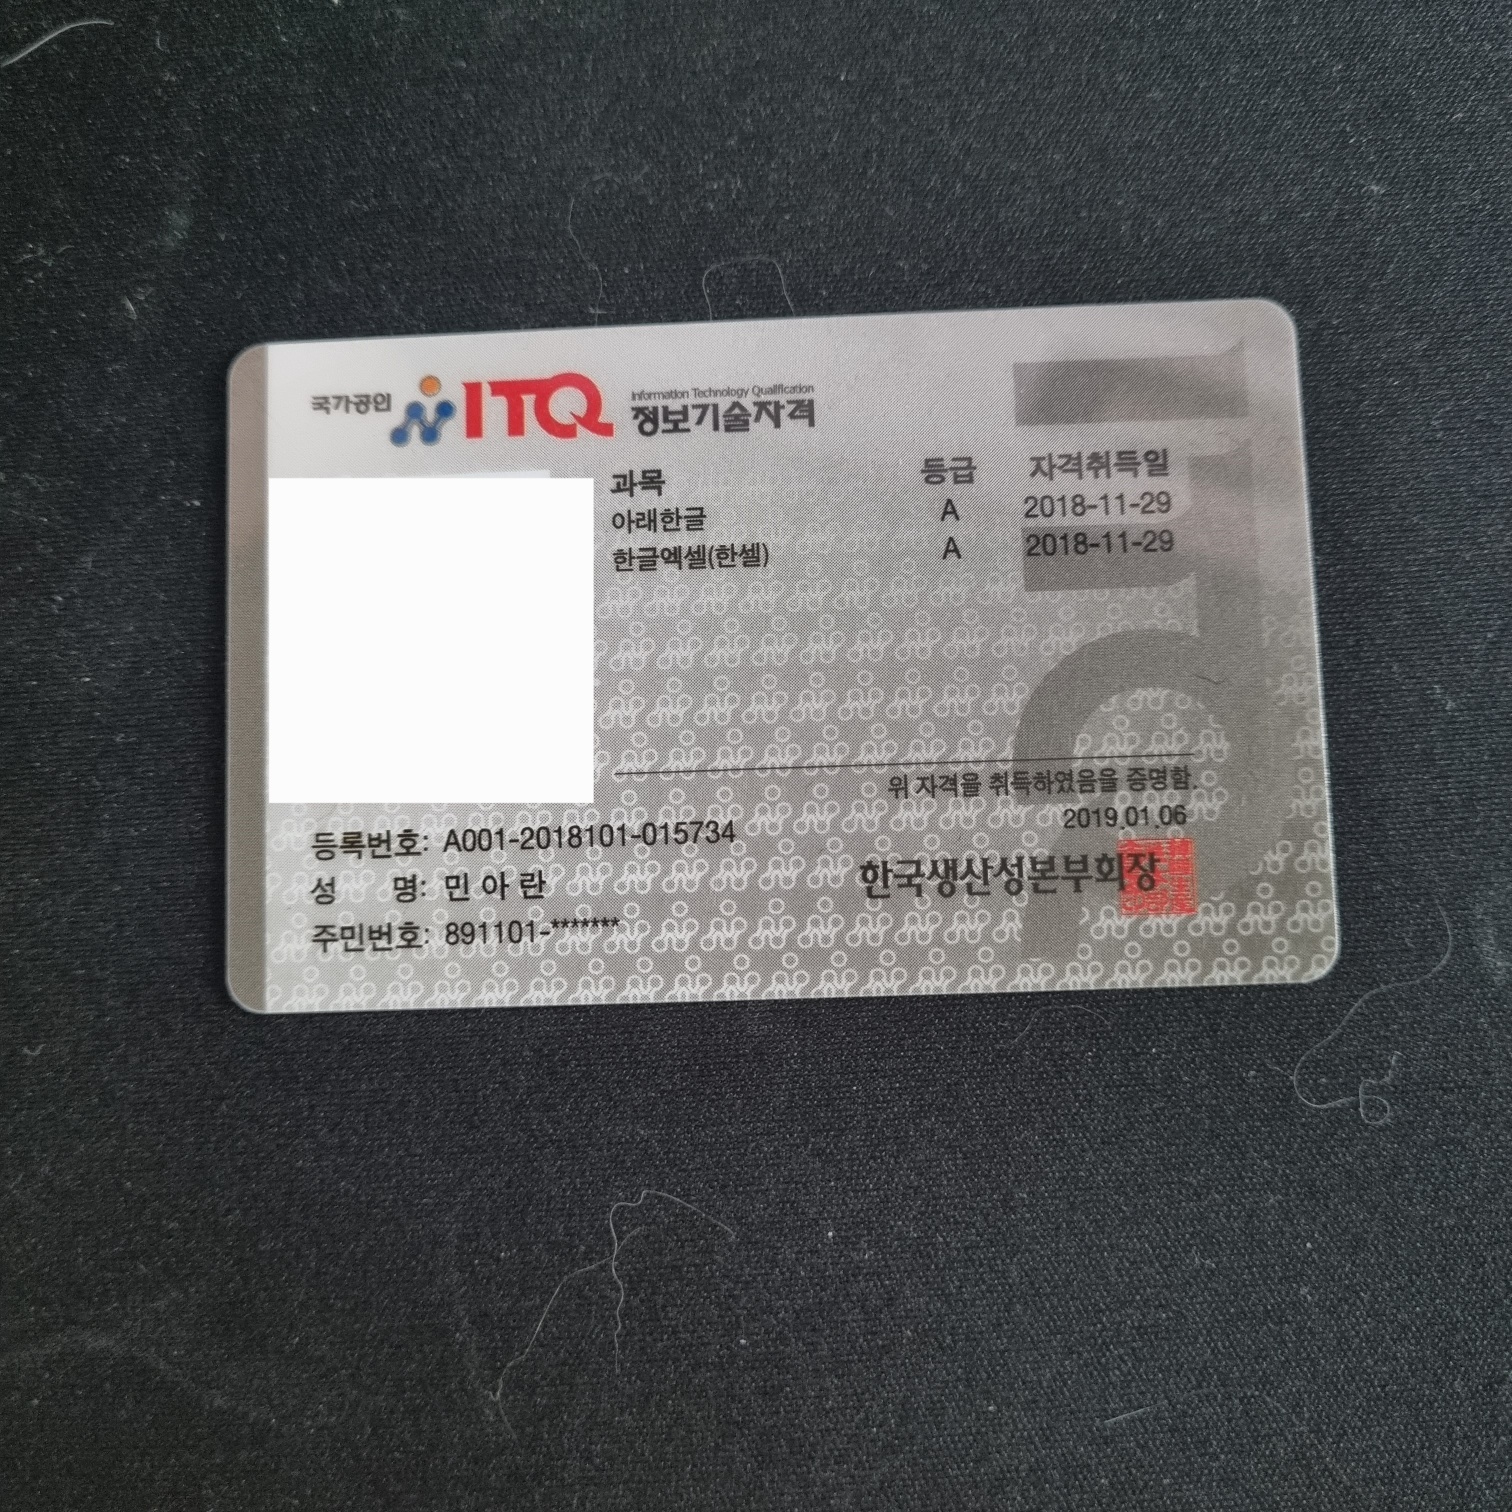 국가공인 ITQ Information Technology Qualification
정보기술자격
과목 등급 자격취득일
아래한글 A 2018-11-29
한글엑셀(한셀) A 2018-11-29
위 자격을 취득하였음을 증명함.
2019.01.06
한국생산성본부회장
등록번호: A001-2018101-015734
성 명: 민 아 란
주민번호: 891101-*******